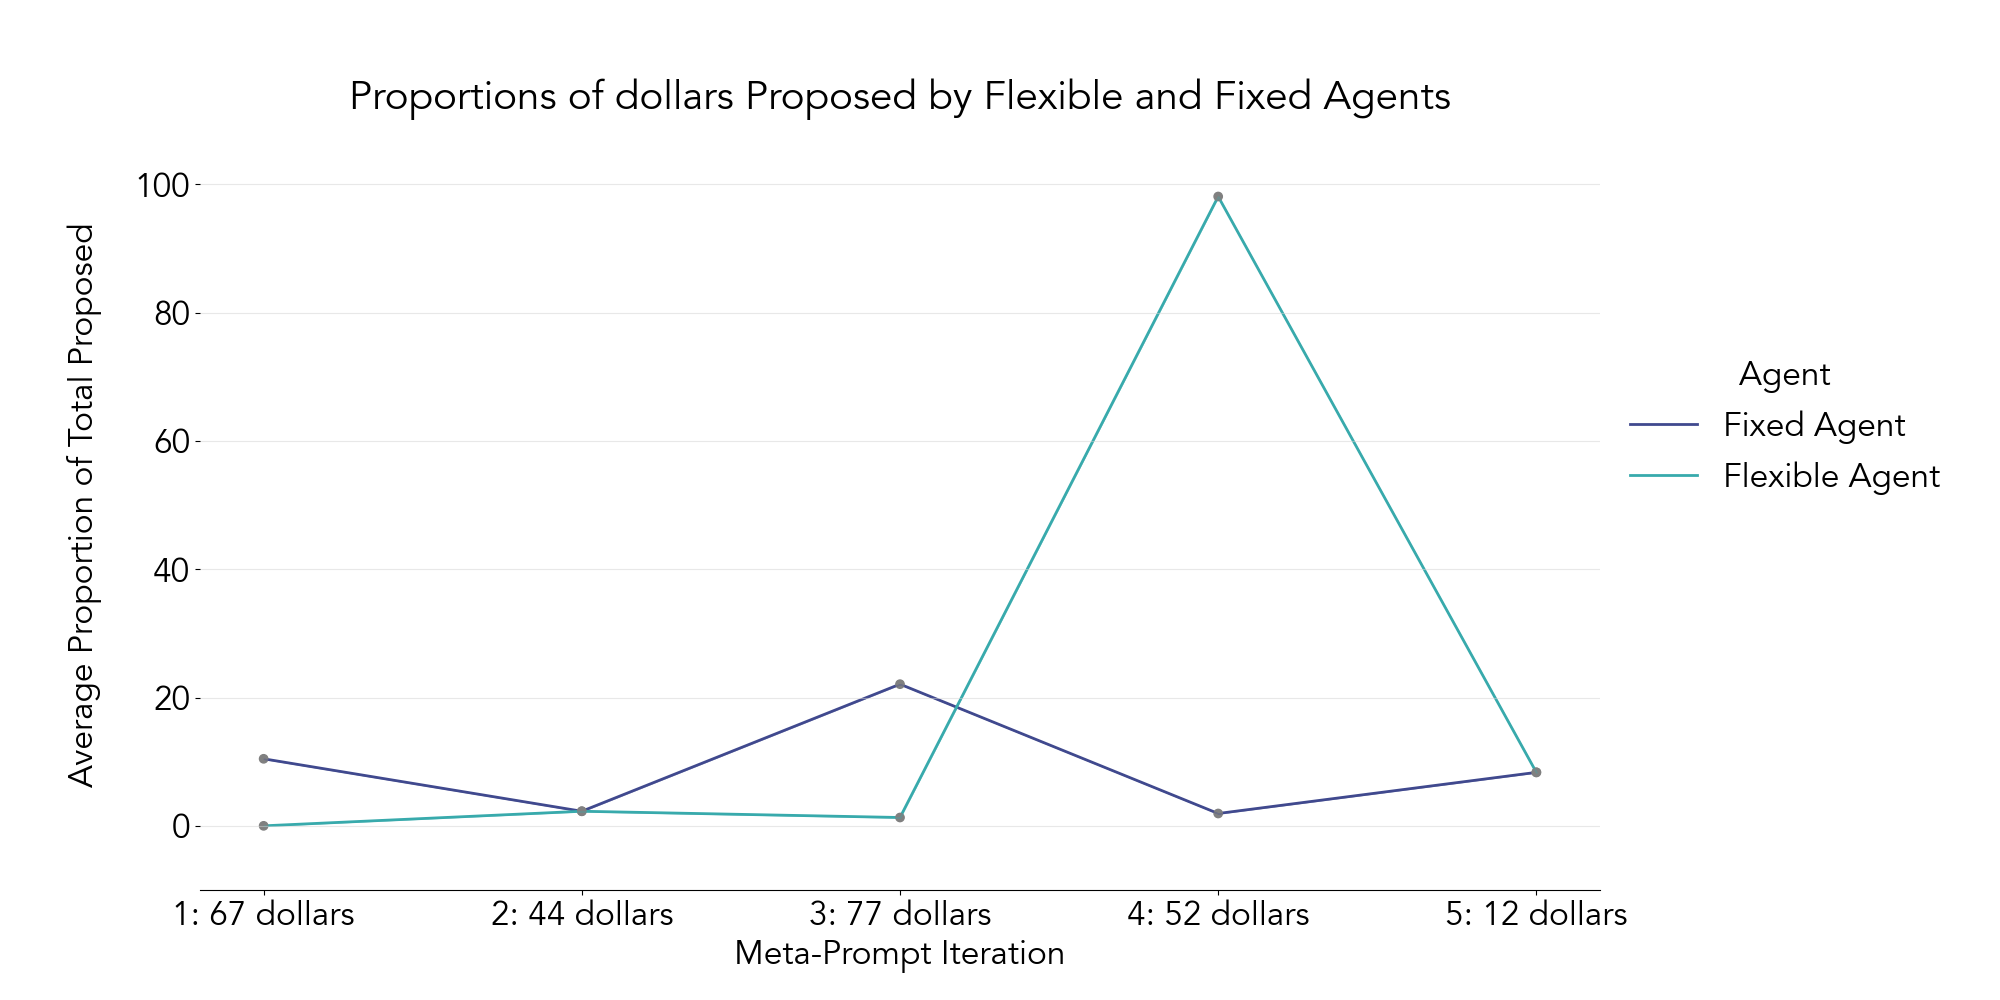 Proportions of dollars Proposed by Flexible and Fixed Agents
Average Proportion of Total Proposed
100
80
60
40
20
0
1: 67 dollars
2: 44 dollars
3: 77 dollars
4: 52 dollars
5: 12 dollars
Meta-Prompt Iteration
Agent
Fixed Agent
Flexible Agent